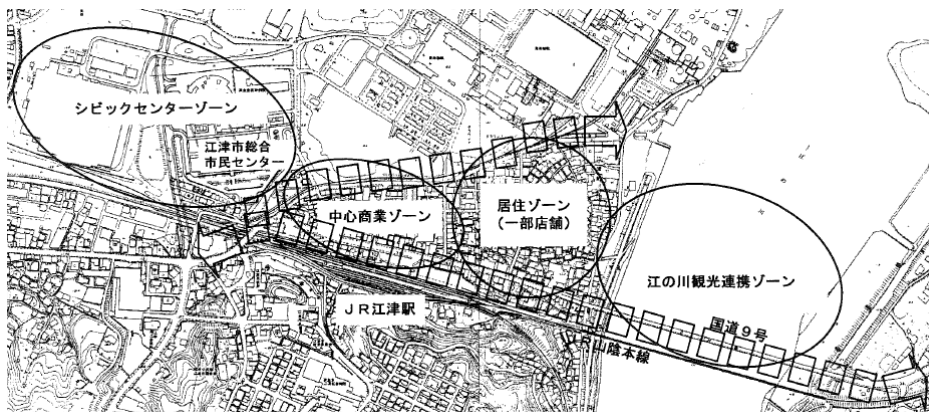 シビックセンターゾーン
江津市総合
市民センター
中心商業ゾーン
居住ゾーン
(一部店舗)
江の川観光連携ゾーン
JR江津駅
国道9号
山陰本線